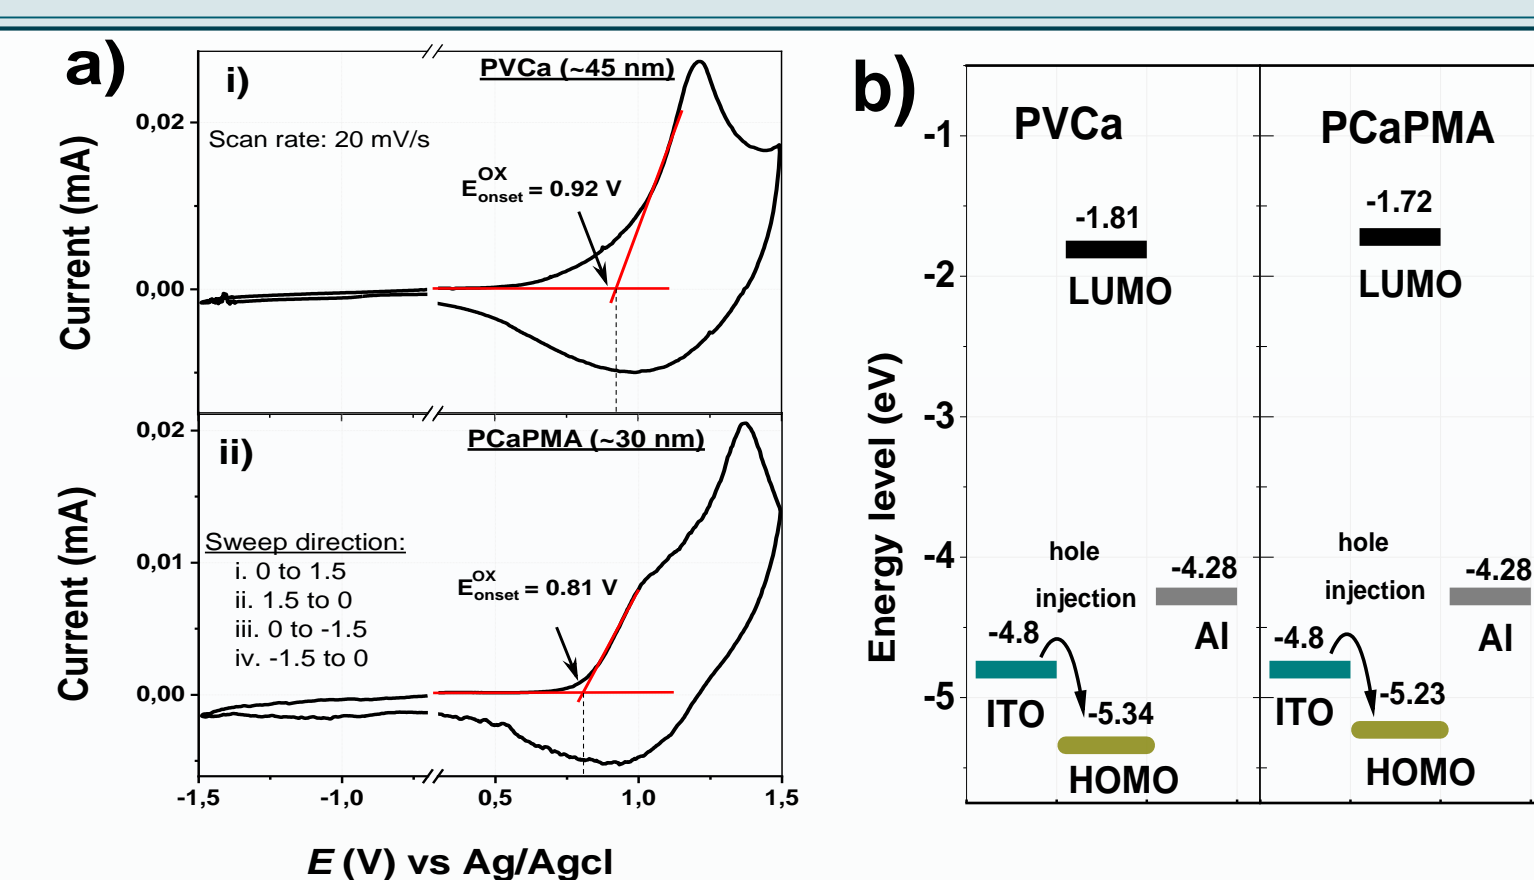 a)
i)
PVCa (~45 nm)
Scan rate: 20 mV/s
E_onset^OX = 0.92 V
0,02
0,00
Current (mA)
ii)
PCaPMA (~30 nm)
Sweep direction:
i. 0 to 1.5
ii. 1.5 to 0
iii. 0 to -1.5
iv. -1.5 to 0
E_onset^OX = 0.81 V
0,02
0,01
0,00
Current (mA)
-1,5 -1,0 0,5 1,0 1,5
E (V) vs Ag/Agcl
b)
Energy level (eV)
-1
-2
-3
-4
-5
PVCa
-1.81
LUMO
hole
injection
-4.28
Al
-4.8
ITO
-5.34
HOMO
PCaPMA
-1.72
LUMO
hole
injection
-4.28
Al
-4.8
ITO
-5.23
HOMO